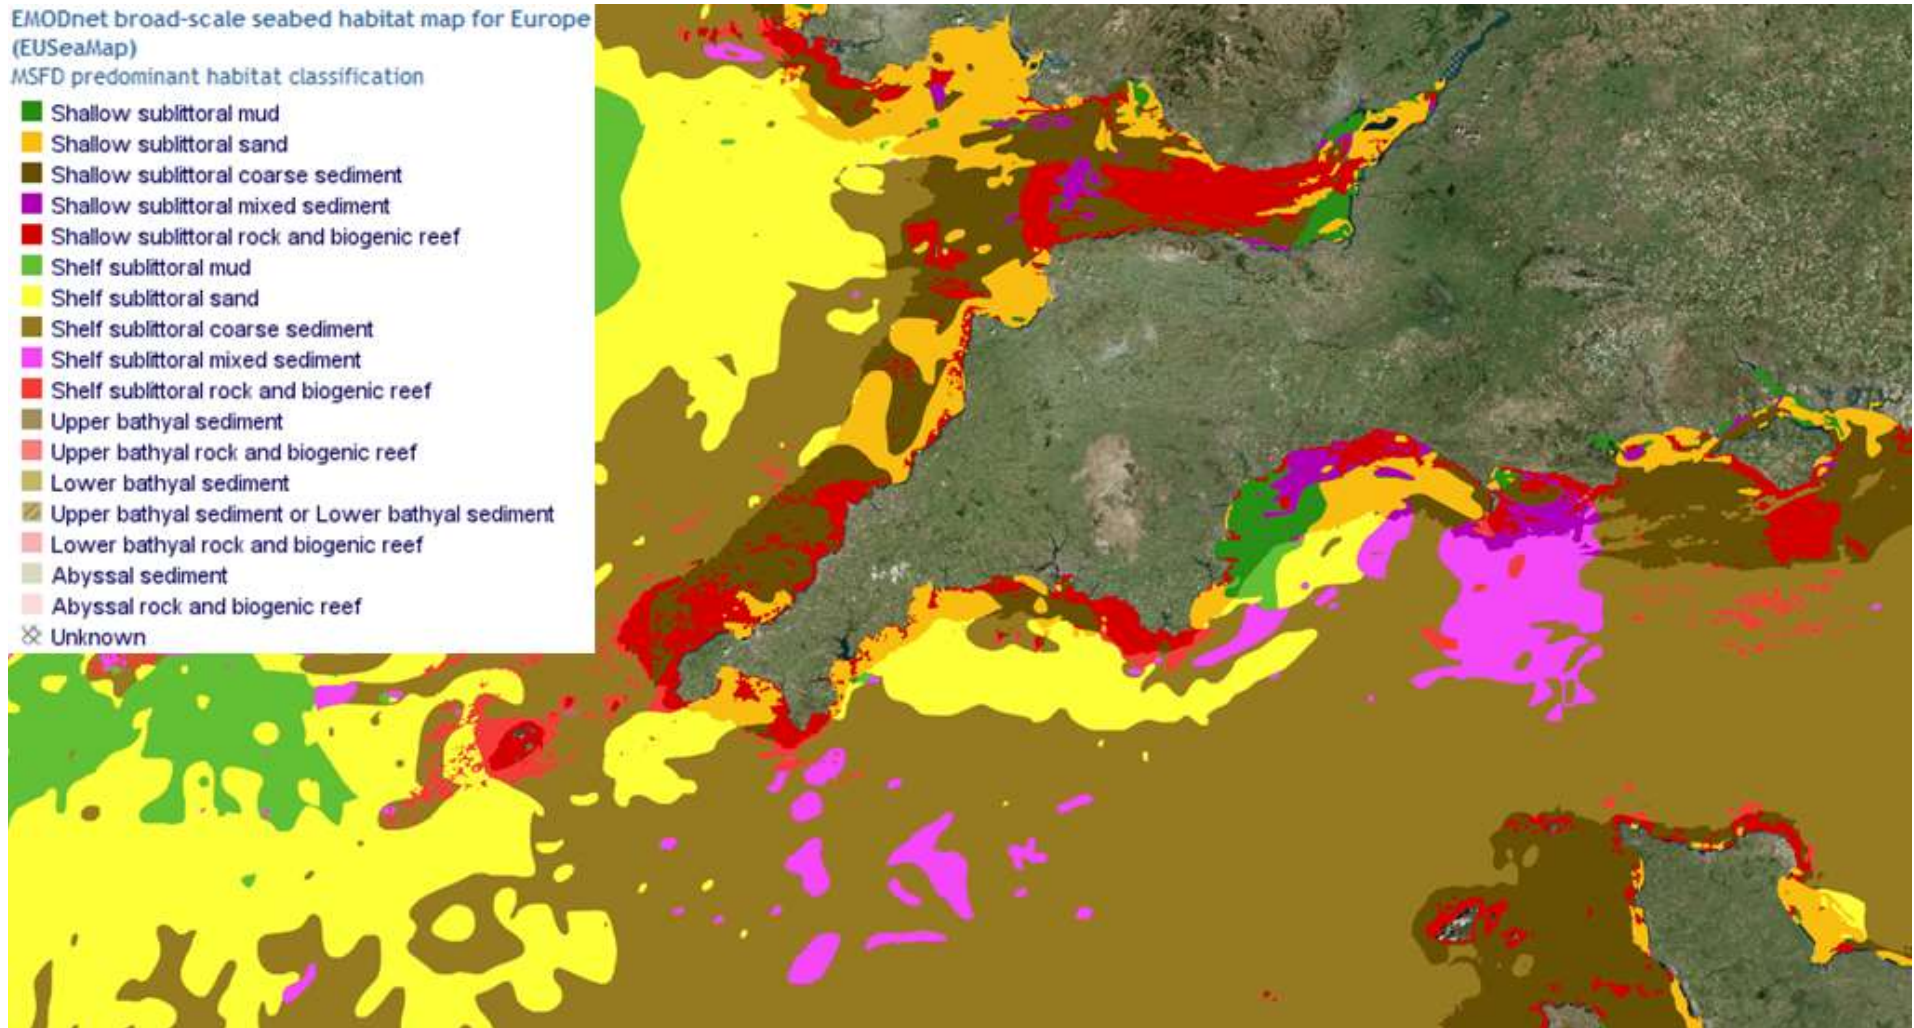 EMODnet broad-scale seabed habitat map for Europe
(EUSeaMap)
MSFD predominant habitat classification
Shallow sublittoral mud
Shallow sublittoral sand
Shallow sublittoral coarse sediment
Shallow sublittoral mixed sediment
Shallow sublittoral rock and biogenic reef
Shelf sublittoral mud
Shelf sublittoral sand
Shelf sublittoral coarse sediment
Shelf sublittoral mixed sediment
Shelf sublittoral rock and biogenic reef
Upper bathyal sediment
Upper bathyal rock and biogenic reef
Lower bathyal sediment
Upper bathyal sediment or Lower bathyal sediment
Lower bathyal rock and biogenic reef
Abyssal sediment
Abyssal rock and biogenic reef
Unknown